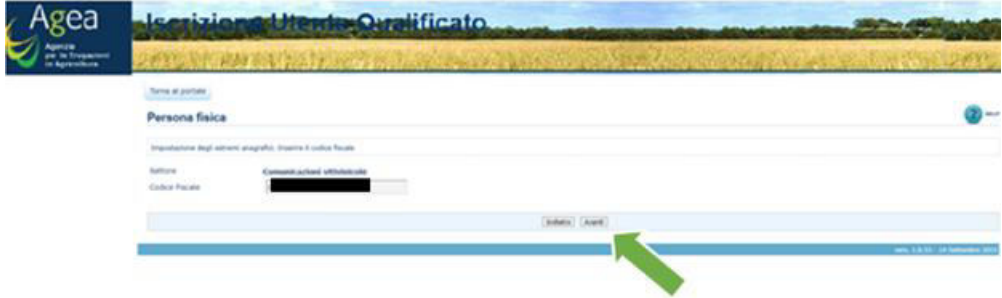 Agea
Agenzia
per le Erogazioni
in Agricoltura
Iscrizione Utente Qualificato
Torna al portale
Persona fisica
HELP
Impostazione degli estremi anagrafici: Inserire il codice fiscale
Settore Comunicazioni vitivinicole
Codice Fiscale
Indietro Avanti